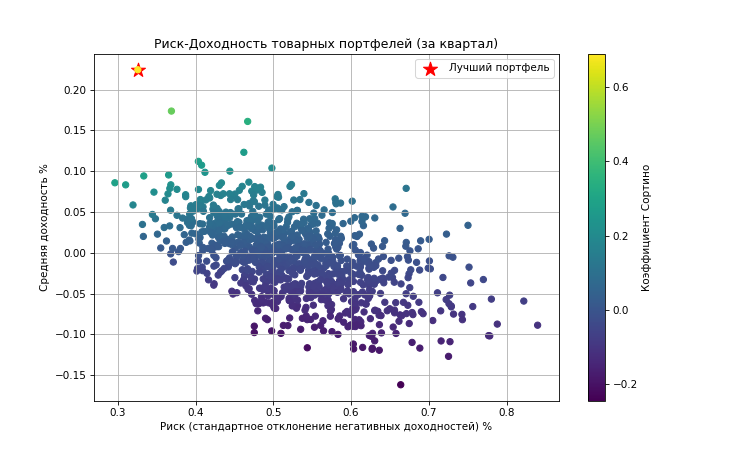 Риск-Доходность товарных портфелей (за квартал)
Лучший портфель
Средняя доходность %
0.20
0.15
0.10
0.05
0.00
−0.05
−0.10
−0.15
0.3 0.4 0.5 0.6 0.7 0.8
Риск (стандартное отклонение негативных доходностей) %
0.6
0.4
0.2
0.0
−0.2
Коэффициент Сортино